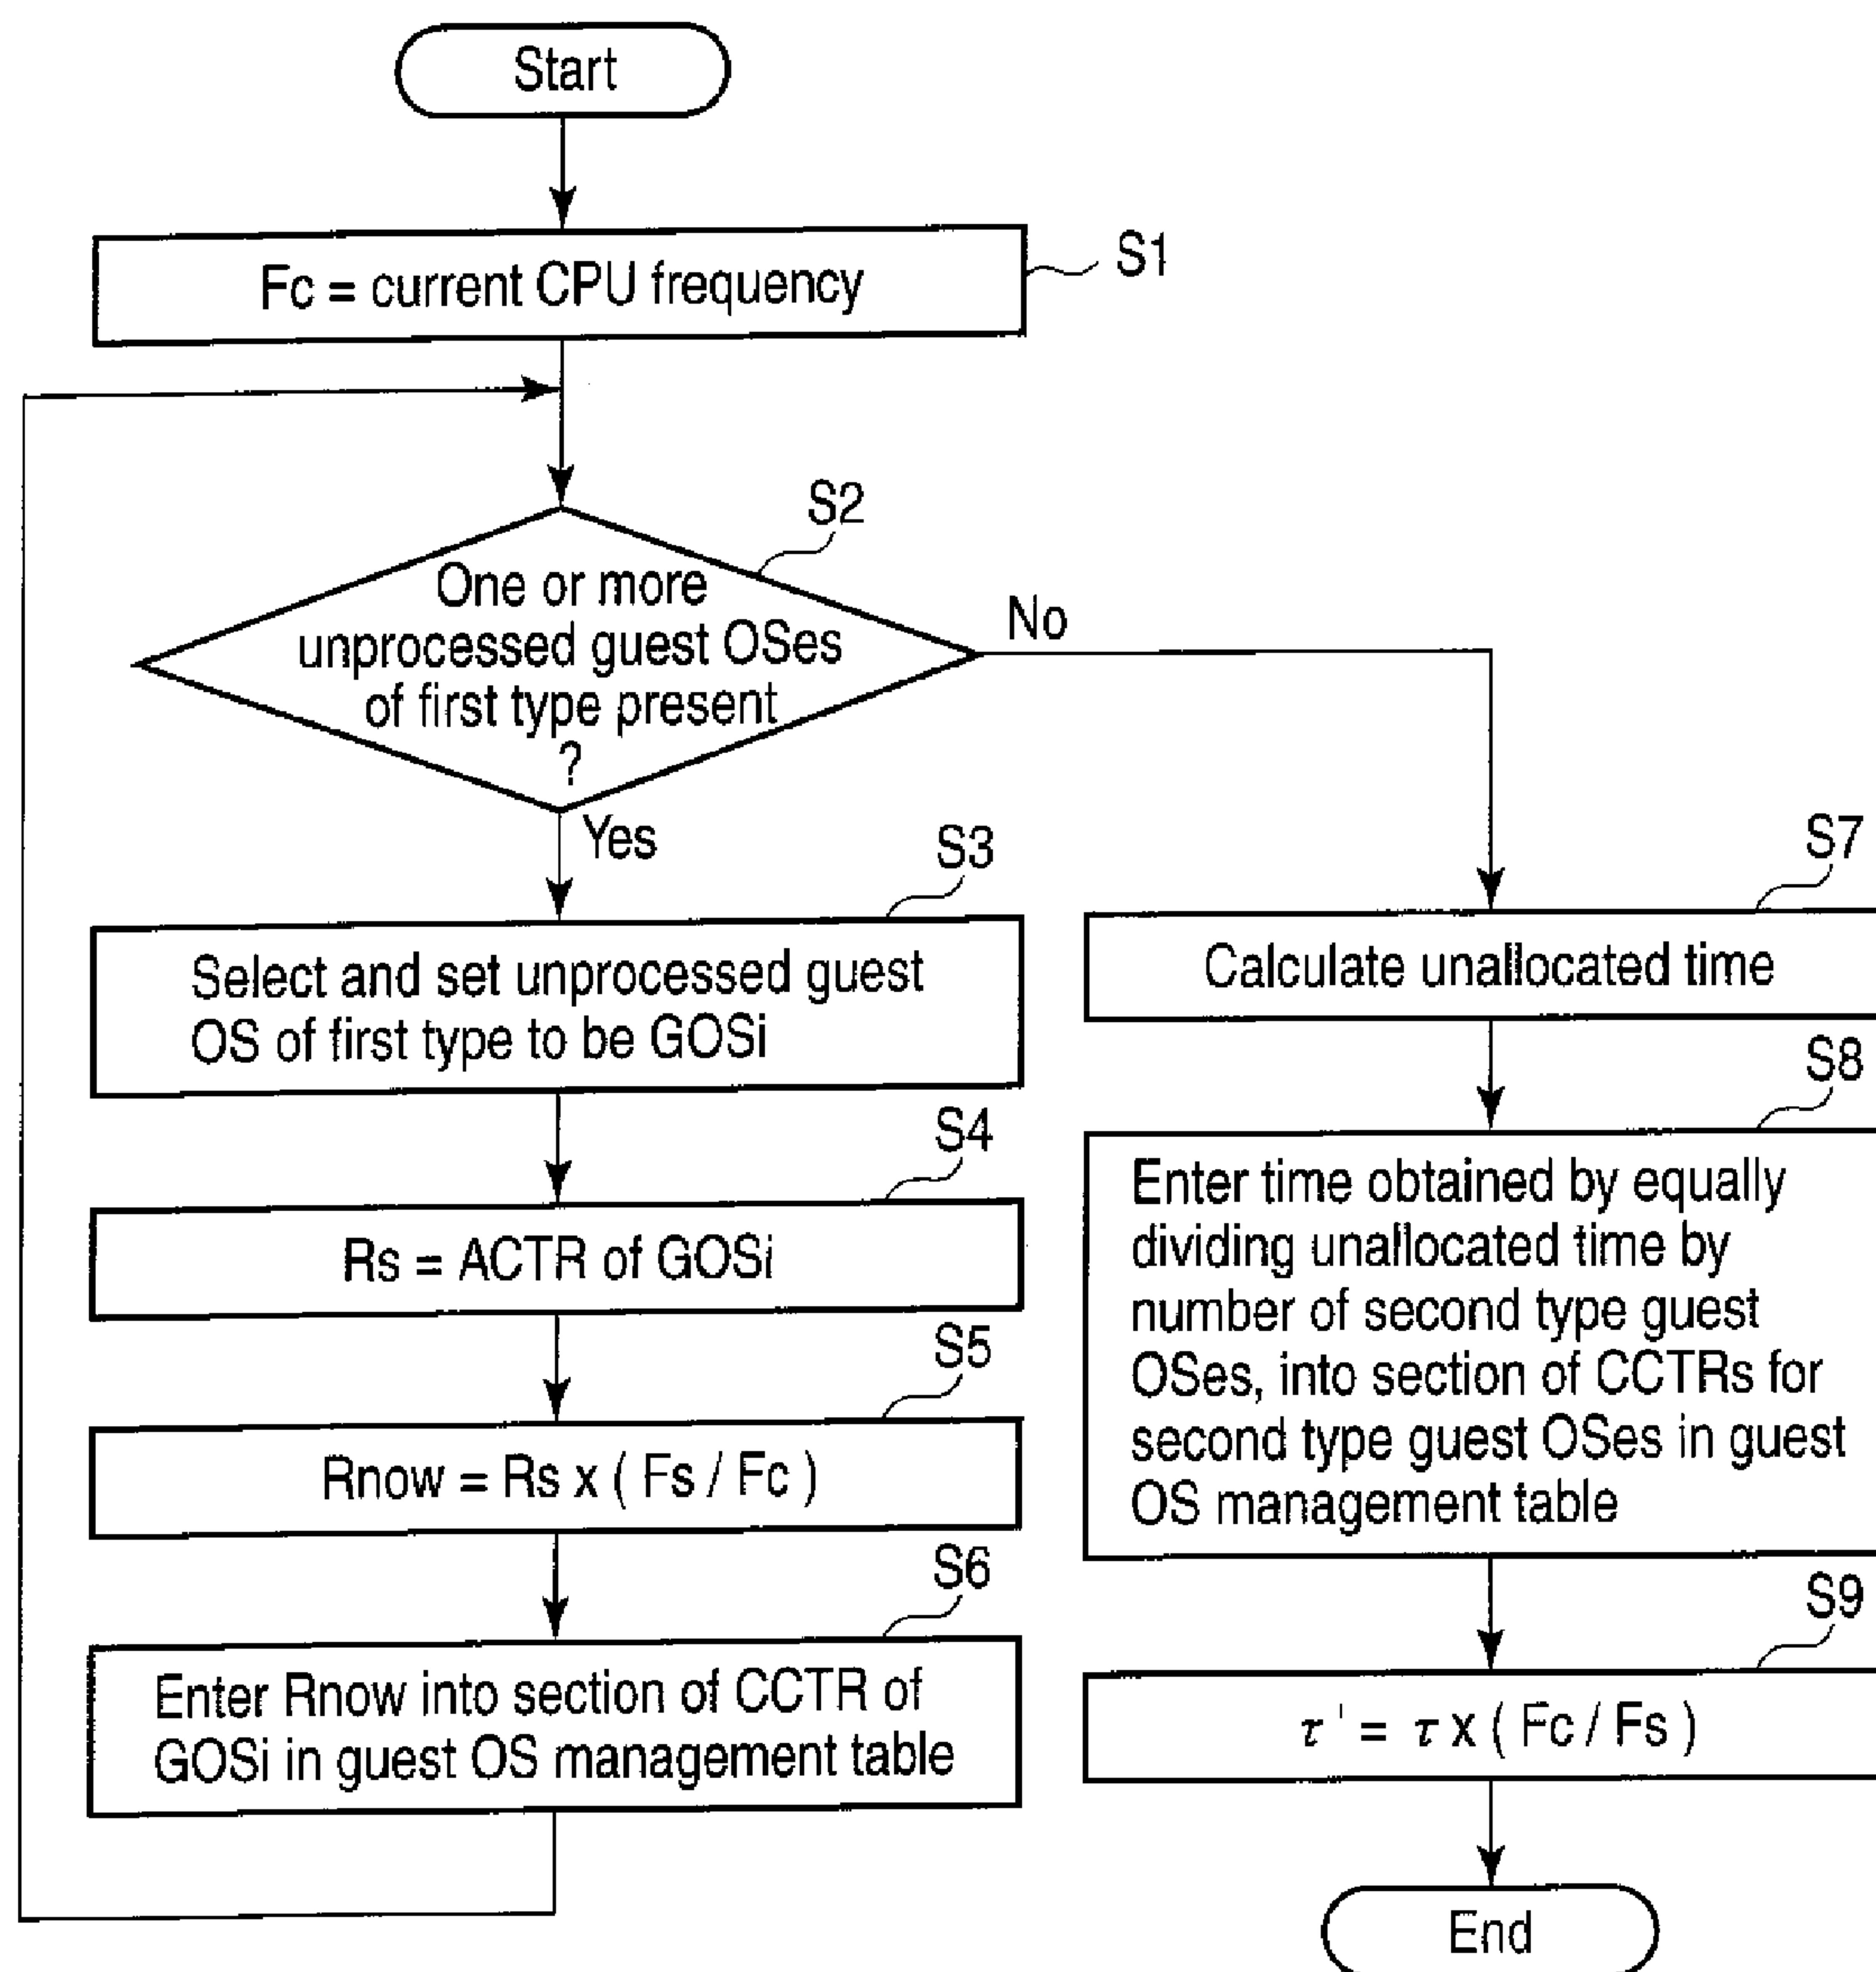 Start
Fc = current CPU frequency
S1
S2
One or more
unprocessed guest OSes
of first type present
?
No
Yes
S3
Select and set unprocessed guest
OS of first type to be GOSi
S4
Rs = ACTR of GOSi
S5
Rnow = Rs x ( Fs / Fc )
S6
Enter Rnow into section of CCTR of
GOSi in guest OS management table
S7
Calculate unallocated time
S8
Enter time obtained by equally
dividing unallocated time by
number of second type guest
OSes, into section of CCTRs for
second type guest OSes in guest
OS management table
S9
τ ' = τ x ( Fc / Fs )
End